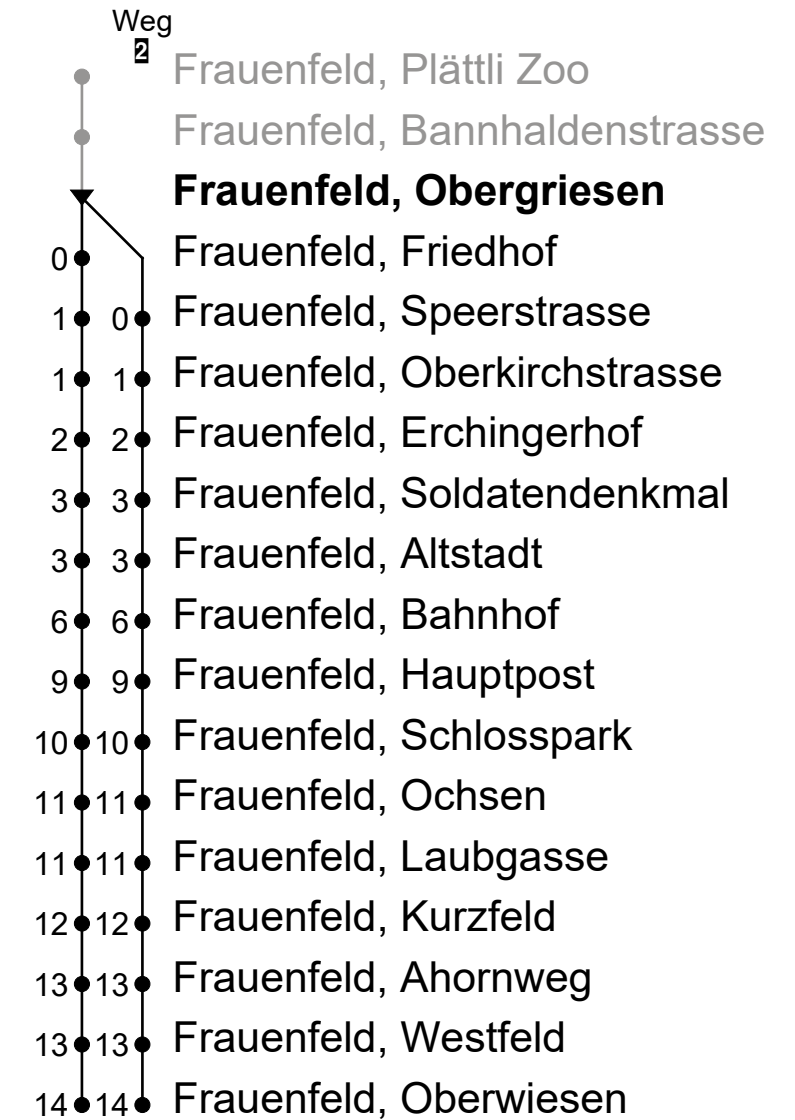 Weg
2
Frauenfeld, Plättli Zoo
Frauenfeld, Bannhaldenstrasse
Frauenfeld, Obergriesen
0 Frauenfeld, Friedhof
1 0 Frauenfeld, Speerstrasse
1 1 Frauenfeld, Oberkirchstrasse
2 2 Frauenfeld, Erchingerhof
3 3 Frauenfeld, Soldatendenkmal
3 3 Frauenfeld, Altstadt
6 6 Frauenfeld, Bahnhof
9 9 Frauenfeld, Hauptpost
10 10 Frauenfeld, Schlosspark
11 11 Frauenfeld, Ochsen
11 11 Frauenfeld, Laubgasse
12 12 Frauenfeld, Kurzfeld
13 13 Frauenfeld, Ahornweg
13 13 Frauenfeld, Westfeld
14 14 Frauenfeld, Oberwiesen